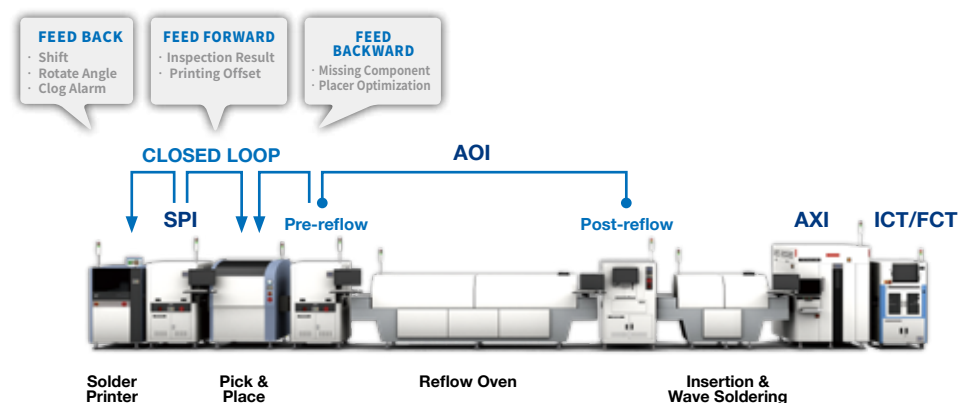 FEED BACK
· Shift
· Rotate Angle
· Clog Alarm
FEED FORWARD
· Inspection Result
· Printing Offset
FEED
BACKWARD
· Missing Component
· Placer Optimization
CLOSED LOOP
AOI
SPI
Pre-reflow
Post-reflow
AXI
ICT/FCT
Solder
Printer
Pick &
Place
Reflow Oven
Insertion &
Wave Soldering